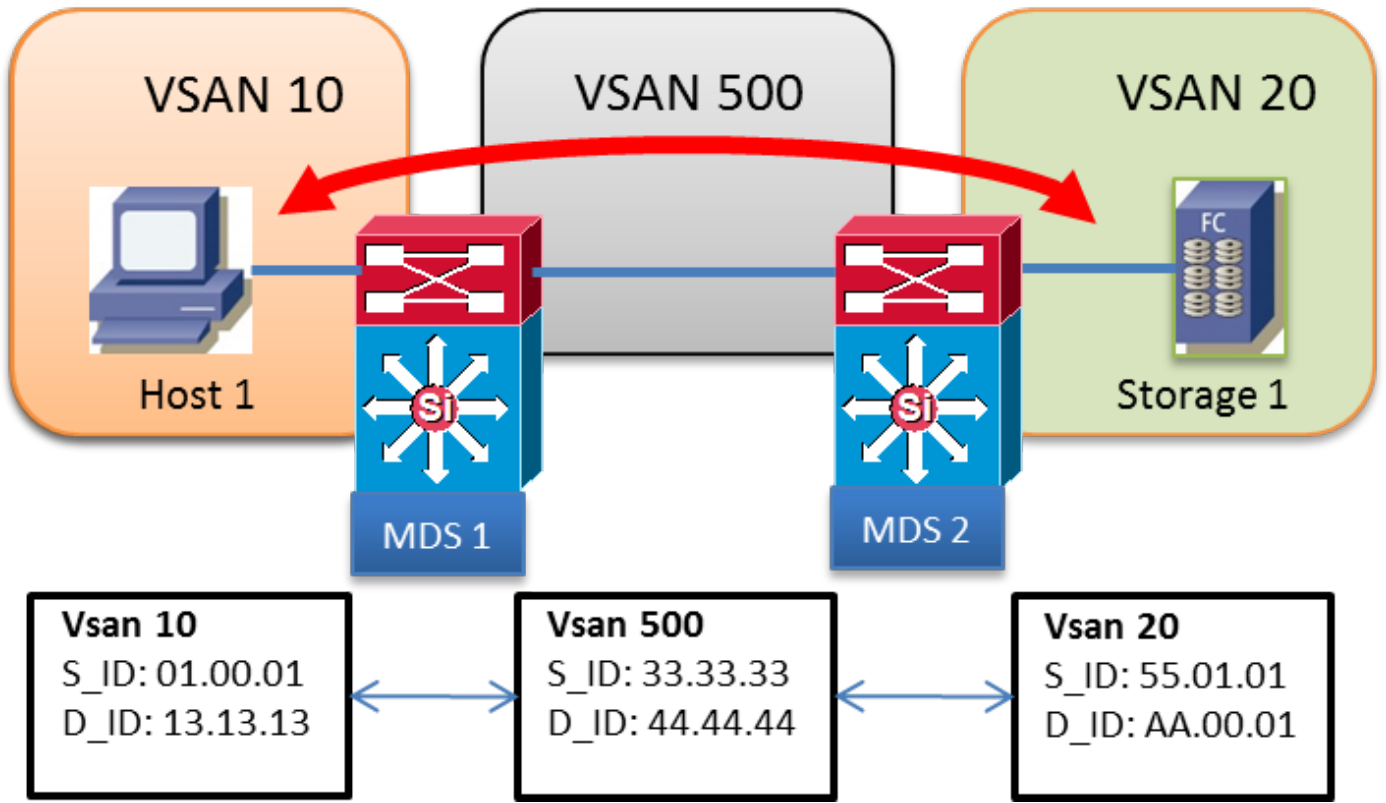 VSAN 10
VSAN 500
VSAN 20
FC
Host 1
Si
Si
Storage 1
MDS 1
MDS 2
Vsan 10
S_ID: 01.00.01
D_ID: 13.13.13
Vsan 500
S_ID: 33.33.33
D_ID: 44.44.44
Vsan 20
S_ID: 55.01.01
D_ID: AA.00.01